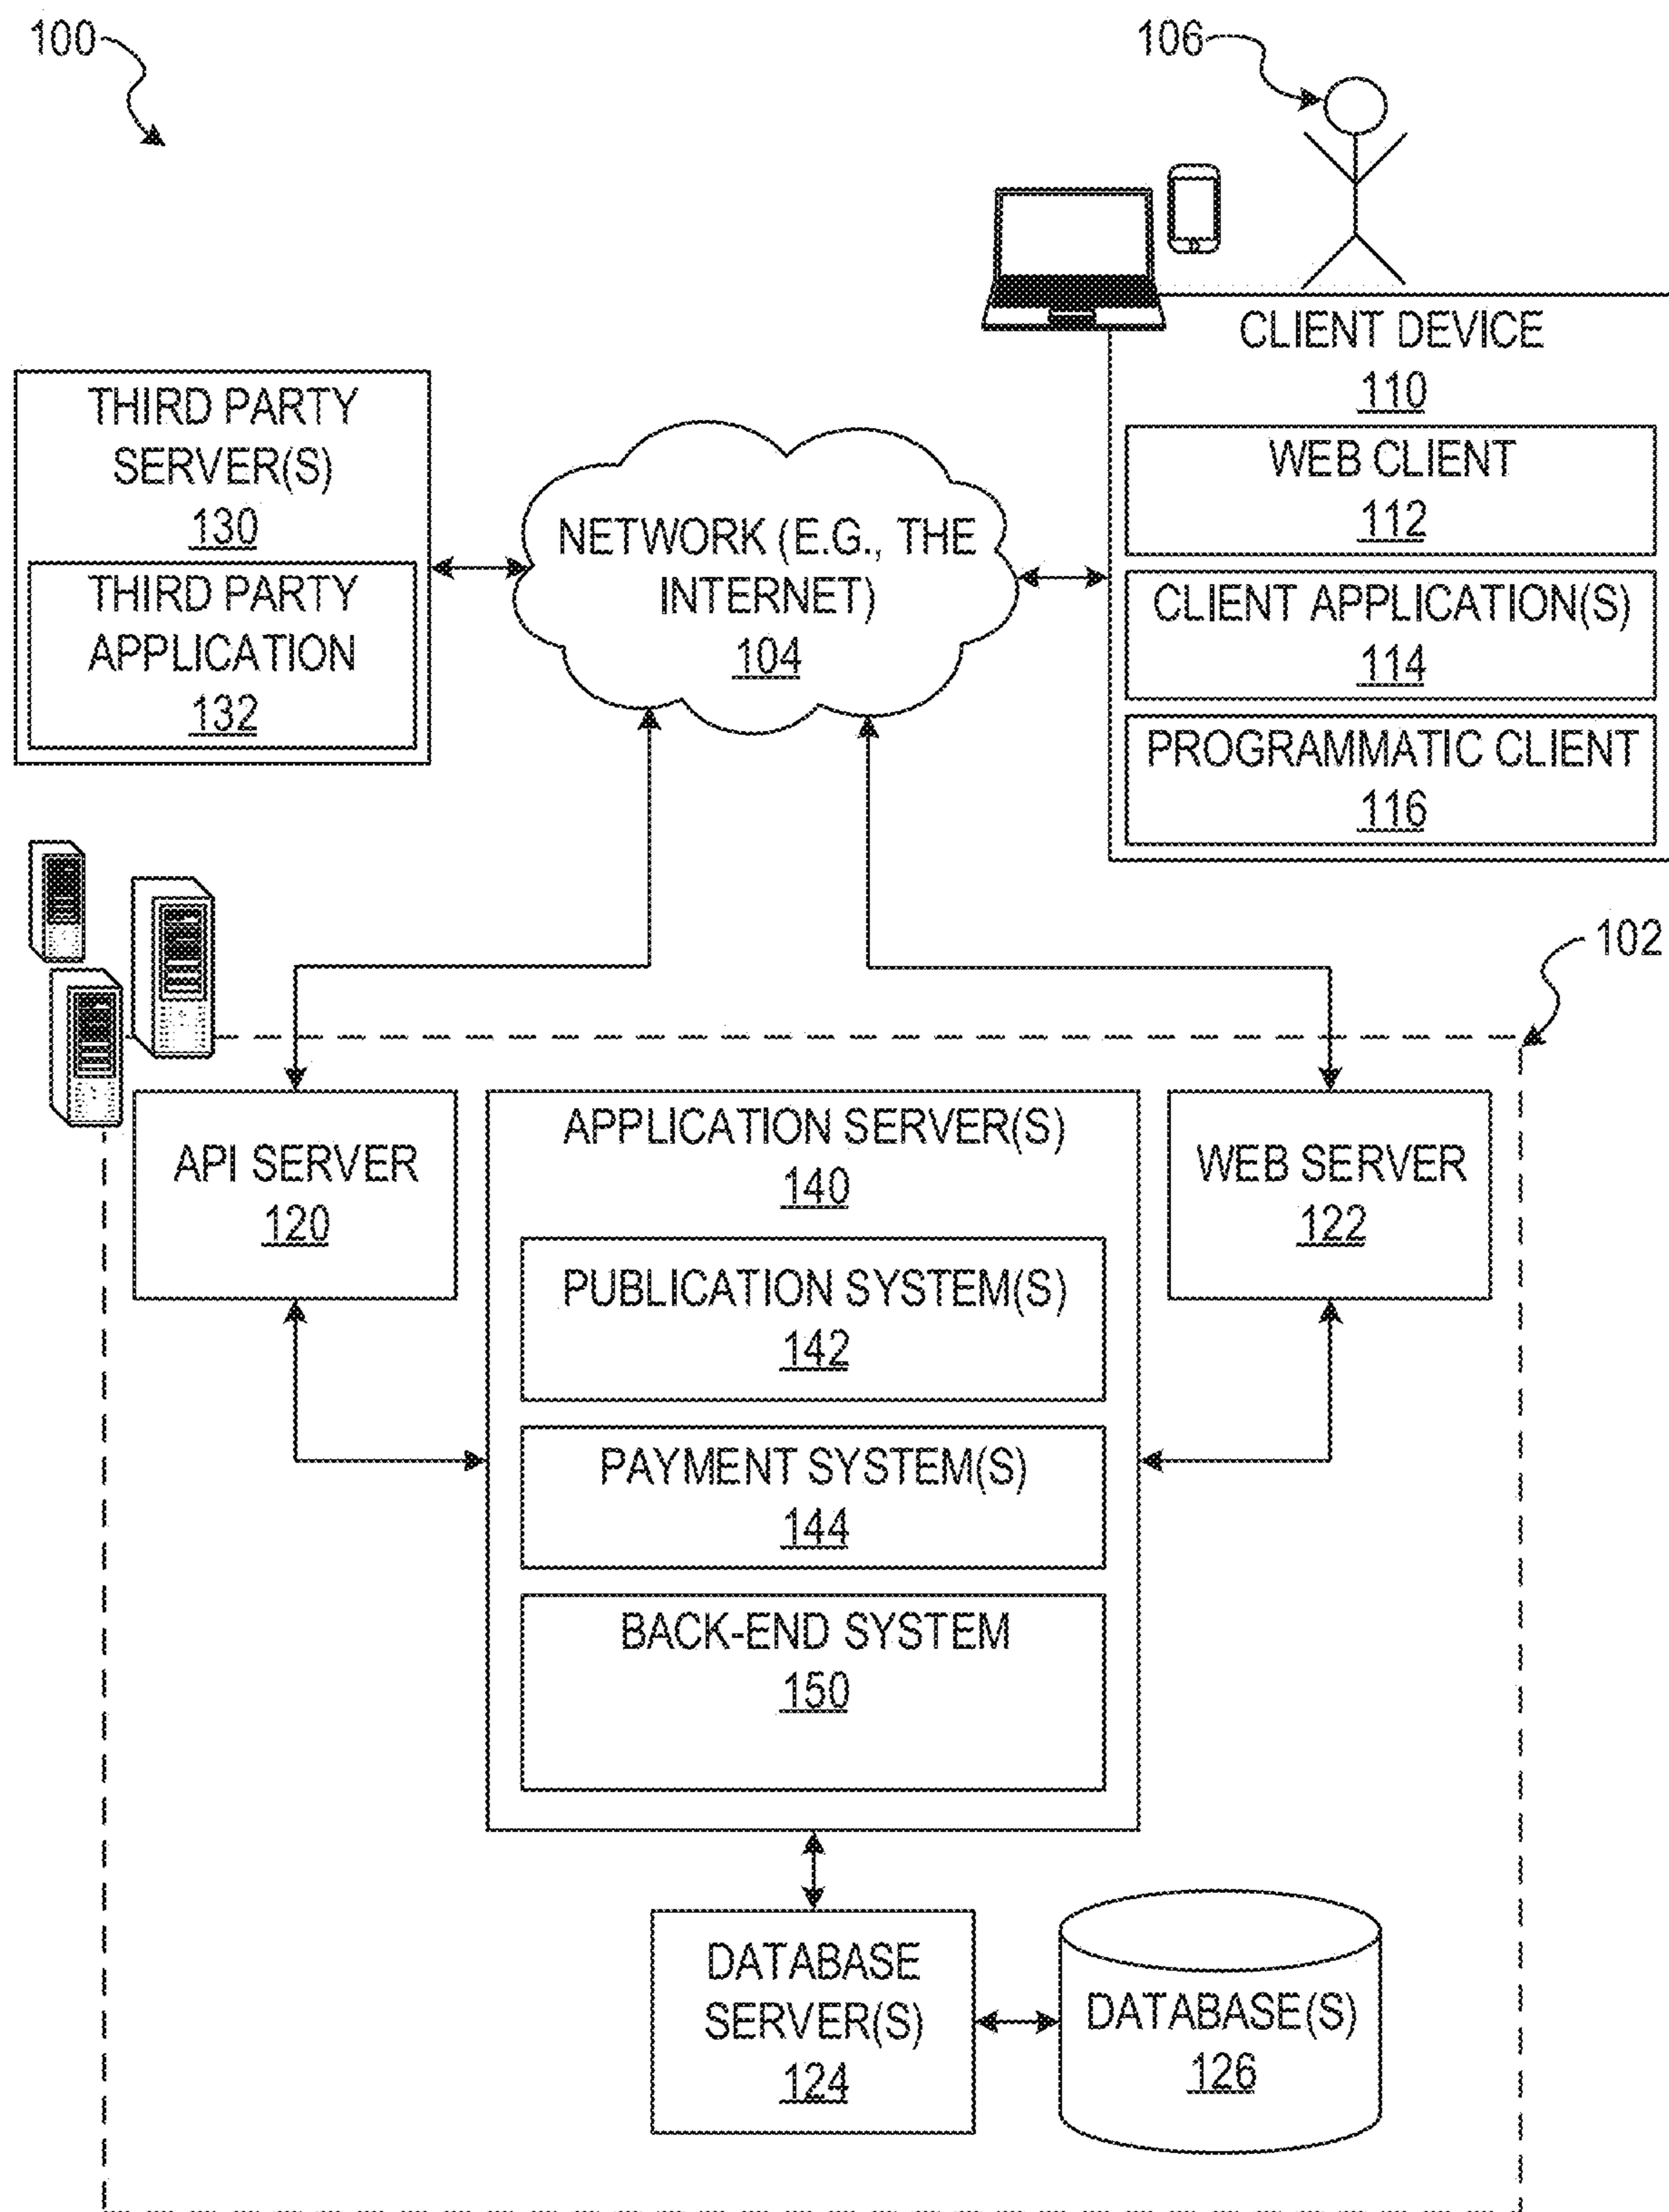 100
106
CLIENT DEVICE
110
WEB CLIENT
112
CLIENT APPLICATION(S)
114
PROGRAMMATIC CLIENT
116
THIRD PARTY
SERVER(S)
130
THIRD PARTY
APPLICATION
132
NETWORK (E.G., THE
INTERNET)
104
102
API SERVER
120
APPLICATION SERVER(S)
140
PUBLICATION SYSTEM(S)
142
PAYMENT SYSTEM(S)
144
BACK-END SYSTEM
150
WEB SERVER
122
DATABASE
SERVER(S)
124
DATABASE(S)
126